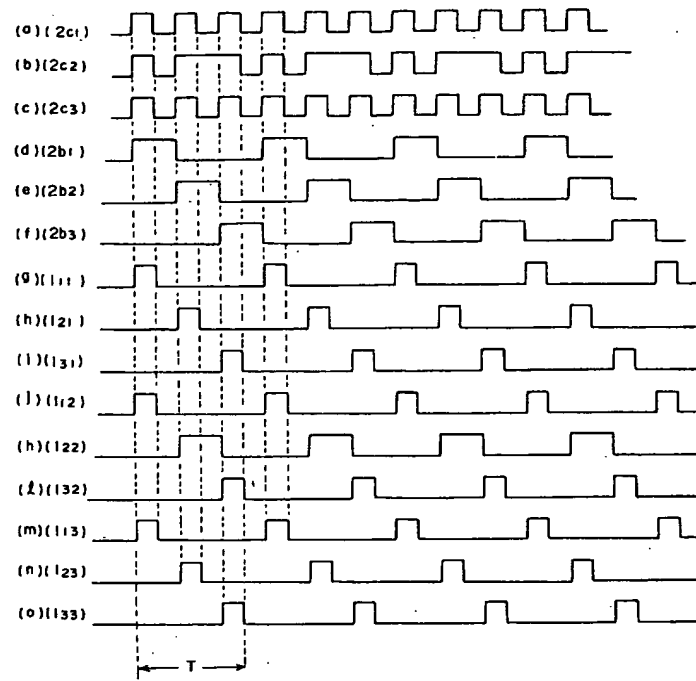 (a)(2c1)
(b)(2c2)
(c)(2c3)
(d)(2b1)
(e)(2b2)
(f)(2b3)
(g)(111)
(h)(121)
(i)(131)
(j)(112)
(h)(122)
(ℓ)(132)
(m)(113)
(n)(123)
(o)(133)
T